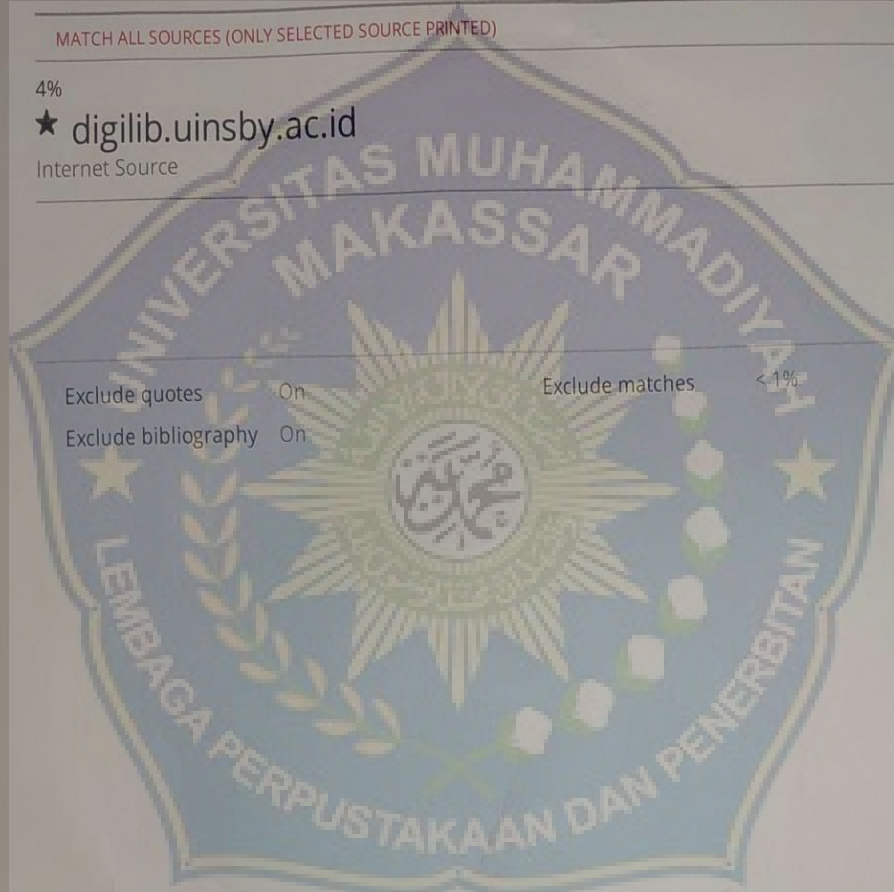 MATCH ALL SOURCES (ONLY SELECTED SOURCE PRINTED)
4%
★ digilib.uinsby.ac.id
Internet Source
UNIVERSITAS MUHAMMADIYAH
MAKASSAR
Exclude quotes On
Exclude matches < 1%
Exclude bibliography On
LEMBAGA PERPUSTAKAAN DAN PENERBITAN